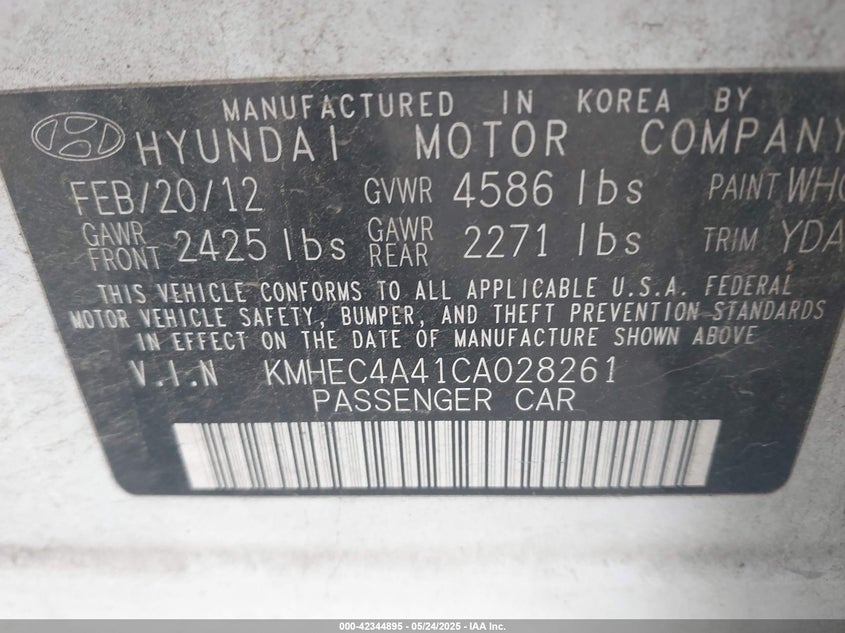 MANUFACTURED IN KOREA BY
HYUNDAI MOTOR COMPANY
FEB/20/12 GVWR 4586 lbs PAINT
GAWR FRONT 2425 lbs GAWR REAR 2271 lbs TRIM YDA
THIS VEHICLE CONFORMS TO ALL APPLICABLE U.S.A. FEDERAL
MOTOR VEHICLE SAFETY, BUMPER, AND THEFT PREVENTION STANDARDS
IN EFFECT ON THE DATE OF MANUFACTURE SHOWN ABOVE
V.I.N KMHEC4A41CA028261
PASSENGER CAR
000-42344895 - 05/24/2025 - IAA Inc.